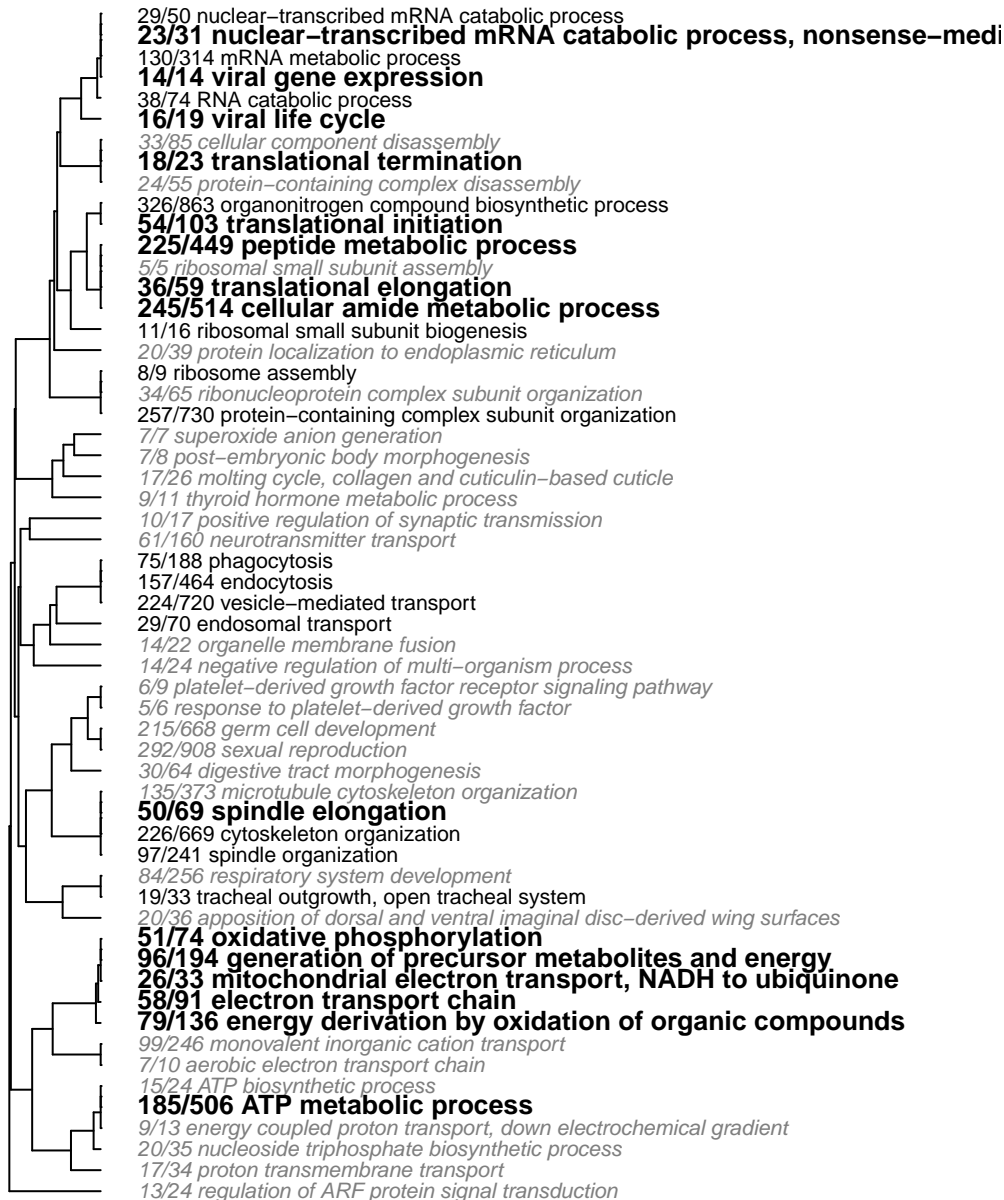 29/50 nuclear−transcribed mRNA catabolic process
23/31 nuclear−transcribed mRNA catabolic process, nonsense−medi
130/314 mRNA metabolic process
14/14 viral gene expression
38/74 RNA catabolic process
16/19 viral life cycle
33/85 cellular component disassembly
18/23 translational termination
24/55 protein−containing complex disassembly
326/863 organonitrogen compound biosynthetic process
54/103 translational initiation
225/449 peptide metabolic process
5/5 ribosomal small subunit assembly
36/59 translational elongation
245/514 cellular amide metabolic process
11/16 ribosomal small subunit biogenesis
20/39 protein localization to endoplasmic reticulum
8/9 ribosome assembly
34/65 ribonucleoprotein complex subunit organization
257/730 protein−containing complex subunit organization
7/7 superoxide anion generation
7/8 post−embryonic body morphogenesis
17/26 molting cycle, collagen and cuticulin−based cuticle
9/11 thyroid hormone metabolic process
10/17 positive regulation of synaptic transmission
61/160 neurotransmitter transport
75/188 phagocytosis
157/464 endocytosis
224/720 vesicle−mediated transport
29/70 endosomal transport
14/22 organelle membrane fusion
14/24 negative regulation of multi−organism process
6/9 platelet−derived growth factor receptor signaling pathway
5/6 response to platelet−derived growth factor
215/668 germ cell development
292/908 sexual reproduction
30/64 digestive tract morphogenesis
135/373 microtubule cytoskeleton organization
50/69 spindle elongation
226/669 cytoskeleton organization
97/241 spindle organization
84/256 respiratory system development
19/33 tracheal outgrowth, open tracheal system
20/36 apposition of dorsal and ventral imaginal disc−derived wing surfaces
51/74 oxidative phosphorylation
96/194 generation of precursor metabolites and energy
26/33 mitochondrial electron transport, NADH to ubiquinone
58/91 electron transport chain
79/136 energy derivation by oxidation of organic compounds
99/246 monovalent inorganic cation transport
7/10 aerobic electron transport chain
15/24 ATP biosynthetic process
185/506 ATP metabolic process
9/13 energy coupled proton transport, down electrochemical gradient
20/35 nucleoside triphosphate biosynthetic process
17/34 proton transmembrane transport
13/24 regulation of ARF protein signal transduction